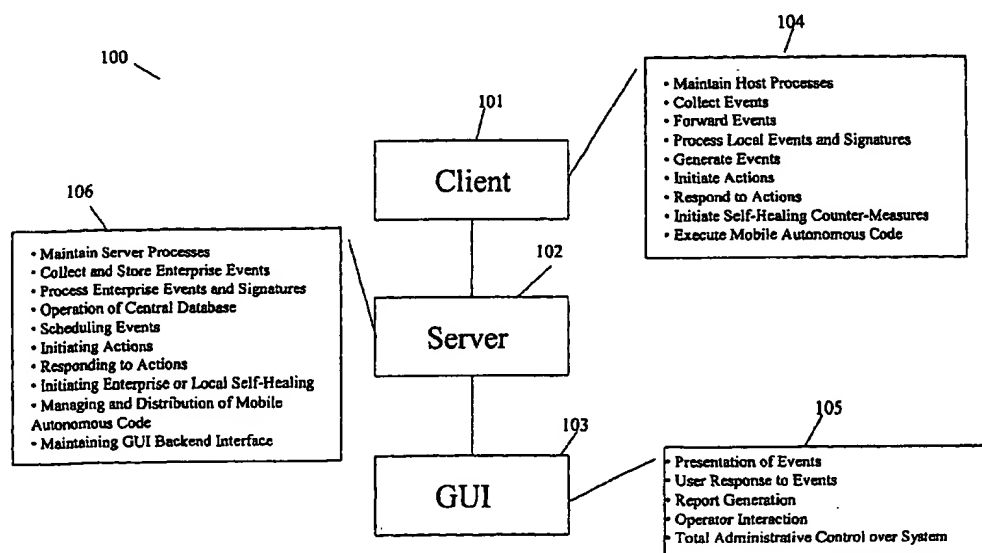 100
104
• Maintain Host Processes
• Collect Events
• Forward Events
• Process Local Events and Signatures
• Generate Events
• Initiate Actions
• Respond to Actions
• Initiate Self-Healing Counter-Measures
• Execute Mobile Autonomous Code
101
Client
106
• Maintain Server Processes
• Collect and Store Enterprise Events
• Process Enterprise Events and Signatures
• Operation of Central Database
• Scheduling Events
• Initiating Actions
• Responding to Actions
• Initiating Enterprise or Local Self-Healing
• Managing and Distribution of Mobile
Autonomous Code
• Maintaining GUI Backend Interface
102
Server
103
GUI
105
• Presentation of Events
• User Response to Events
• Report Generation
• Operator Interaction
• Total Administrative Control over System